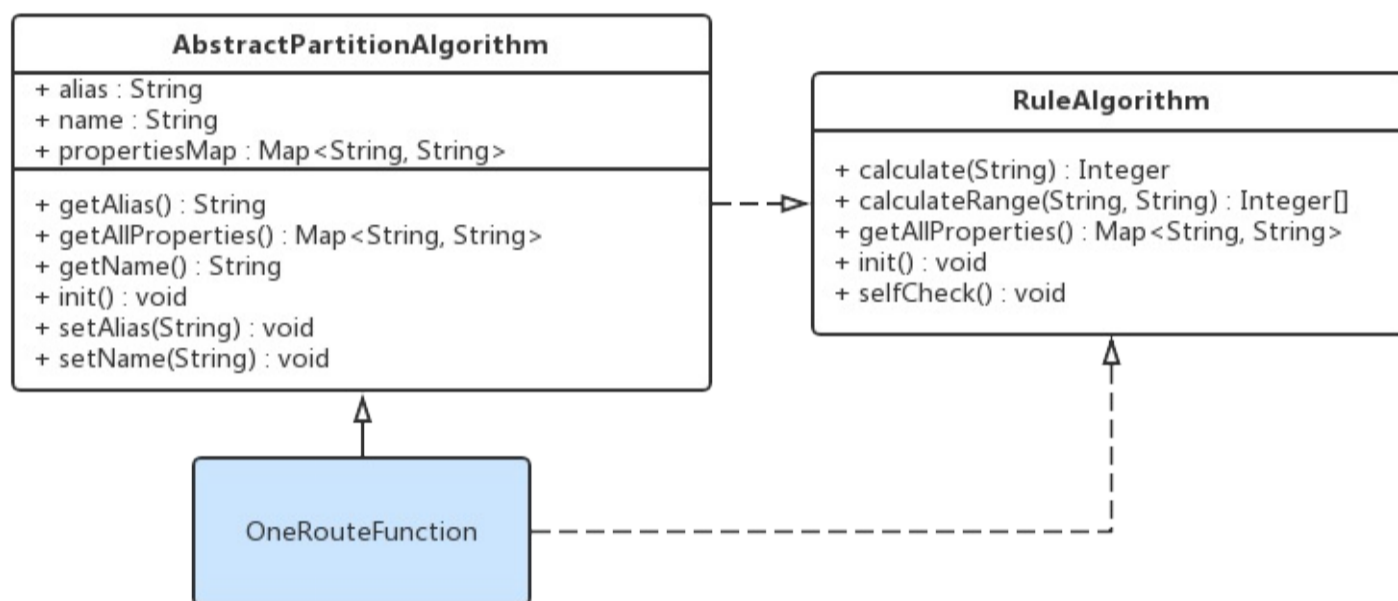 AbstractPartitionAlgorithm
+ alias : String
+ name : String
+ propertiesMap : Map<String, String>
+ getAlias() : String
+ getAllProperties() : Map<String, String>
+ getName() : String
+ init() : void
+ setAlias(String) : void
+ setName(String) : void
RuleAlgorithm
+ calculate(String) : Integer
+ calculateRange(String, String) : Integer[]
+ getAllProperties() : Map<String, String>
+ init() : void
+ selfCheck() : void
OneRouteFunction